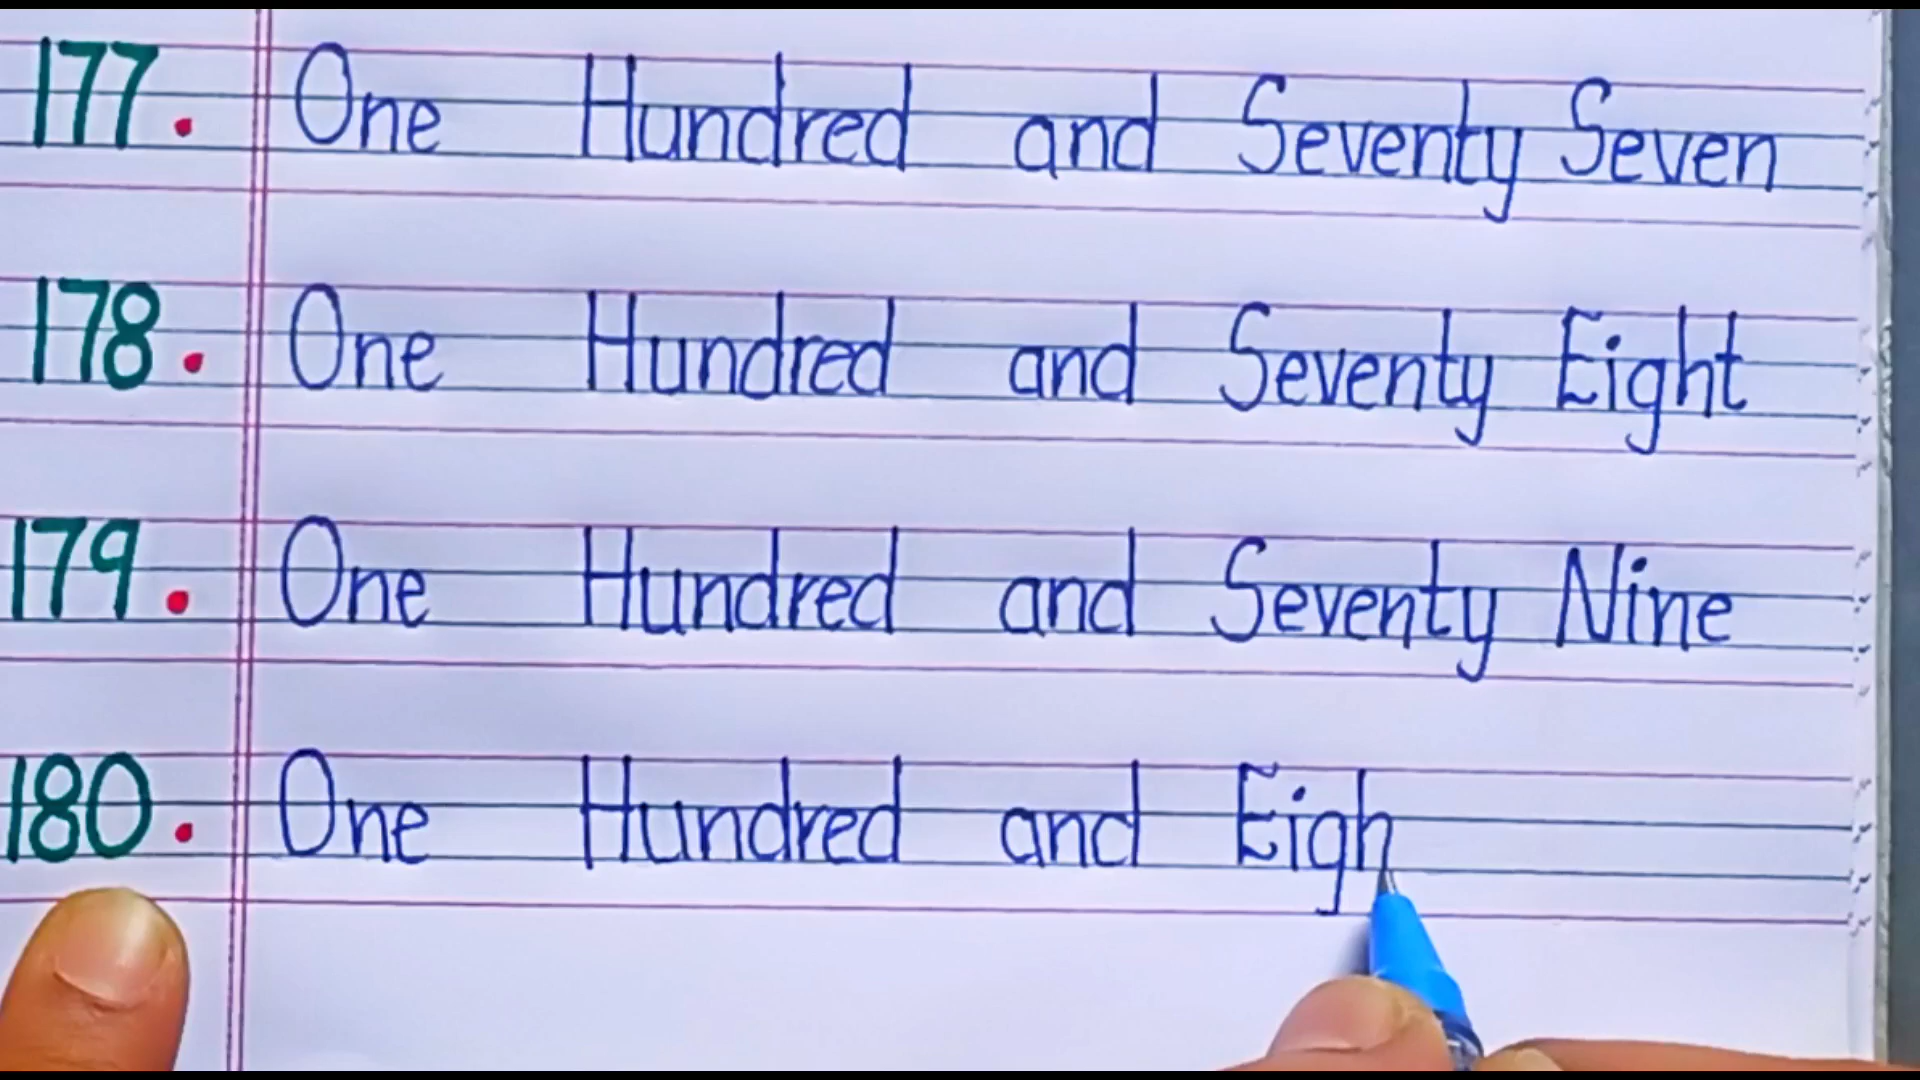 177. One Hundred and Seventy Seven
178. One Hundred and Seventy Eight
179. One Hundred and Seventy Nine
180. One Hundred and Eigh